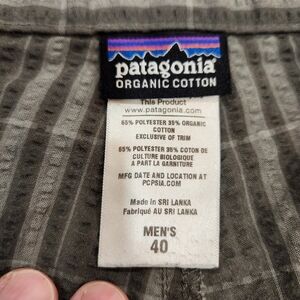 patagonia
ORGANIC COTTON
This Product
www.patagonia.com
65% POLYESTER 35% ORGANIC
COTTON
EXCLUSIVE OF TRIM
65% POLYESTER 35% COTON DE
CULTURE BIOLOGIQUE
A PART LA GARNITURE
MFG DATE AND LOCATION AT
PCPSIA.COM
Made in SRI LANKA
Fabriqué AU SRI LANKA
MEN'S
40